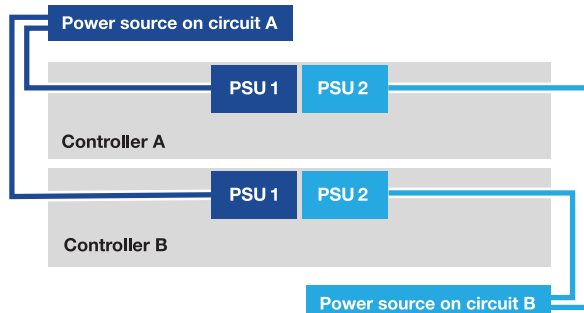 Power source on circuit A
PSU 1
PSU 2
Controller A
PSU 1
PSU 2
Controller B
Power source on circuit B